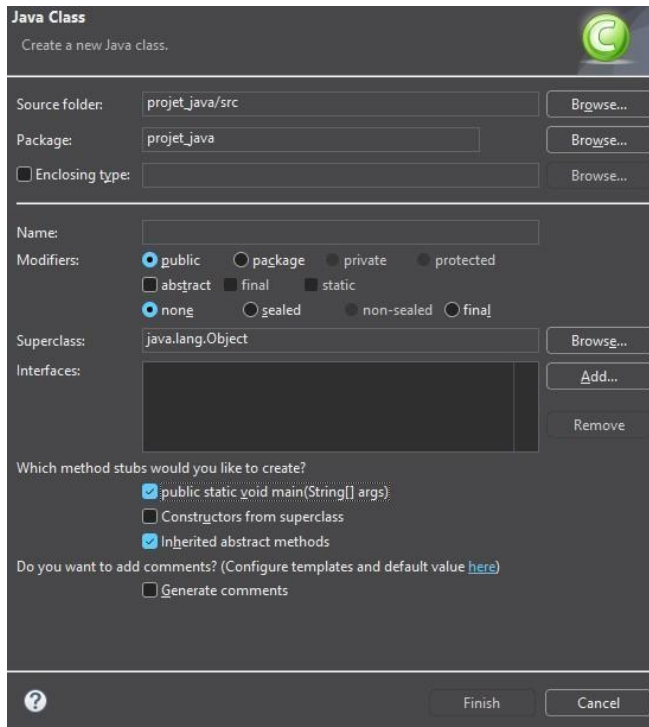 Java Class
Create a new Java class.
C
Source folder: projet_java/src Browse...
Package: projet_java Browse...
Enclosing type: Browse...
Name:
Modifiers: public package private protected
abstract final static
none sealed non-sealed final
Superclass: java.lang.Object Browse...
Interfaces: Add...
Remove
Which method stubs would you like to create?
public static void main(String[] args)
Constructors from superclass
Inherited abstract methods
Do you want to add comments? (Configure templates and default value here)
Generate comments
? Finish Cancel